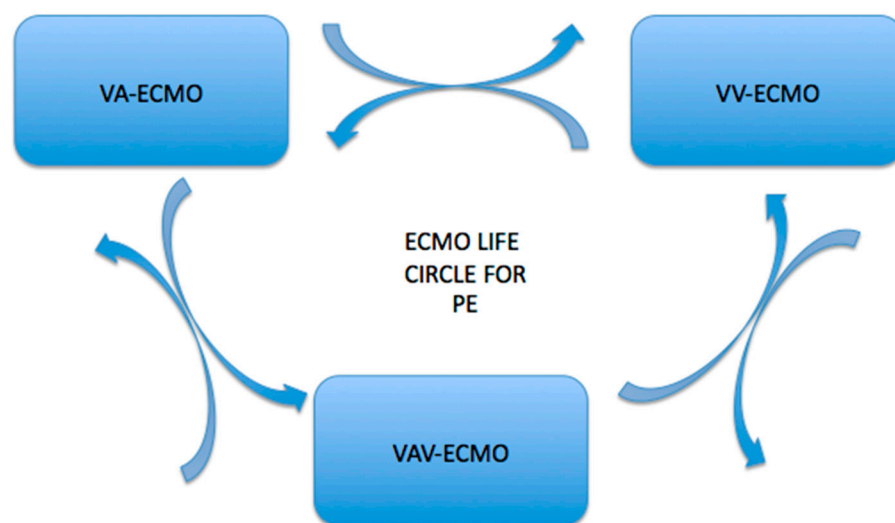 VA-ECMO
VV-ECMO
ECMO LIFE
CIRCLE FOR
PE
VAV-ECMO